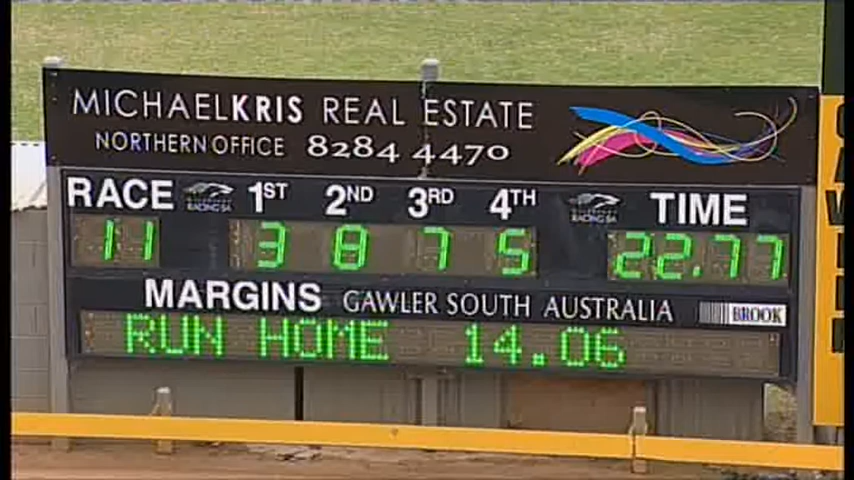 MICHAELKRIS REAL ESTATE
NORTHERN OFFICE 8284 4470
RACE 1ST 2ND 3RD 4TH TIME
11 3 8 7 5 22.77
MARGINS GAWLER SOUTH AUSTRALIA BROOK
RUN HOME 14.06